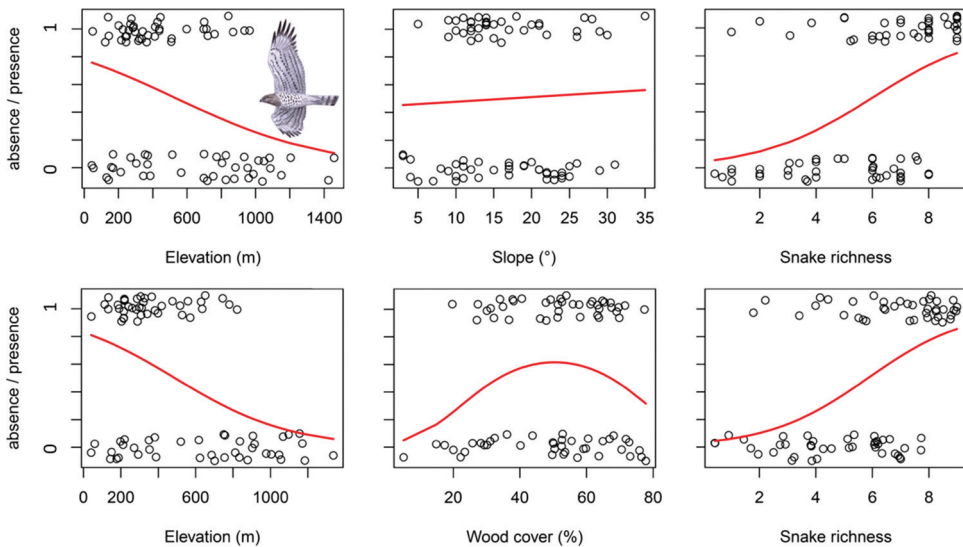 absence / presence
1
0
0 200 600 1000 1400
Elevation (m)
5 10 15 20 25 30 35
Slope (°)
2 4 6 8
Snake richness
absence / presence
1
0
0 200 600 1000
Elevation (m)
20 40 60 80
Wood cover (%)
2 4 6 8
Snake richness